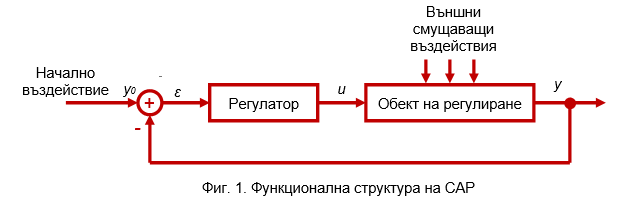 Външни
смущаващи
въздействия
Начално
въздействие
y₀
+
-
ε
Регулатор
u
Обект на регулиране
y
Фиг. 1. Функционална структура на САР